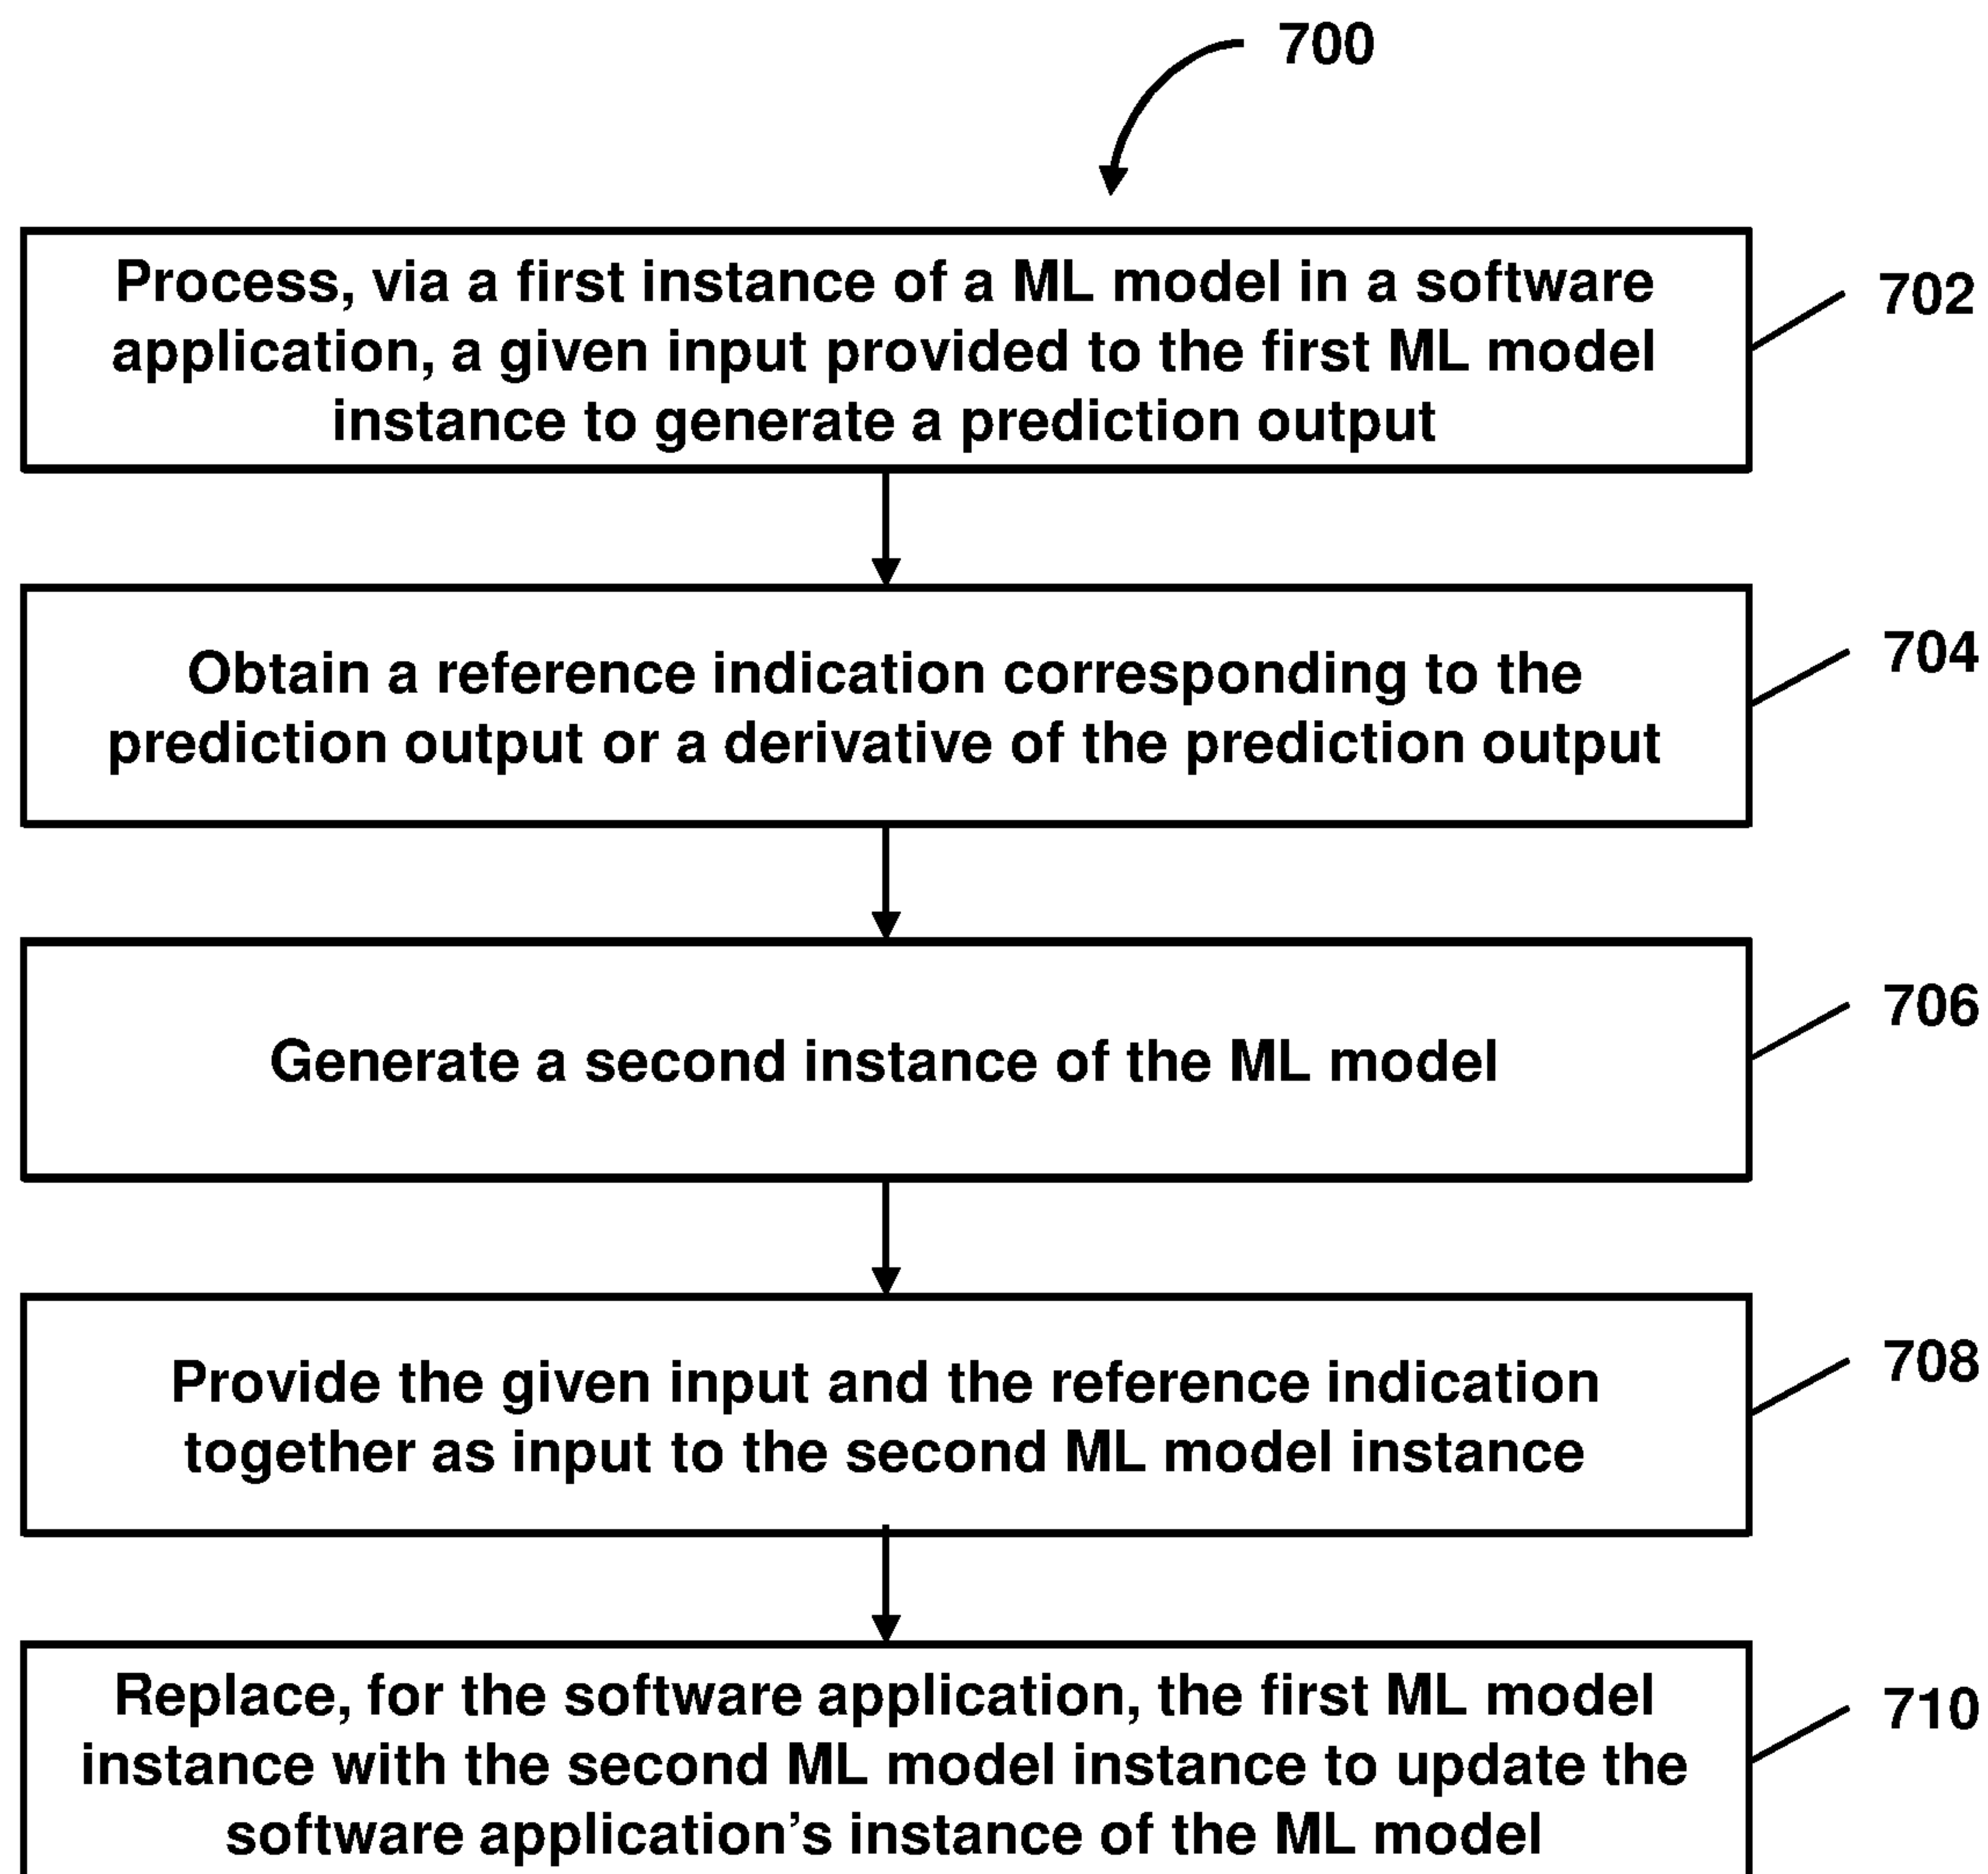 700
Process, via a first instance of a ML model in a software
application, a given input provided to the first ML model
instance to generate a prediction output
702
Obtain a reference indication corresponding to the
prediction output or a derivative of the prediction output
704
Generate a second instance of the ML model
706
Provide the given input and the reference indication
together as input to the second ML model instance
708
Replace, for the software application, the first ML model
instance with the second ML model instance to update the
software application's instance of the ML model
710